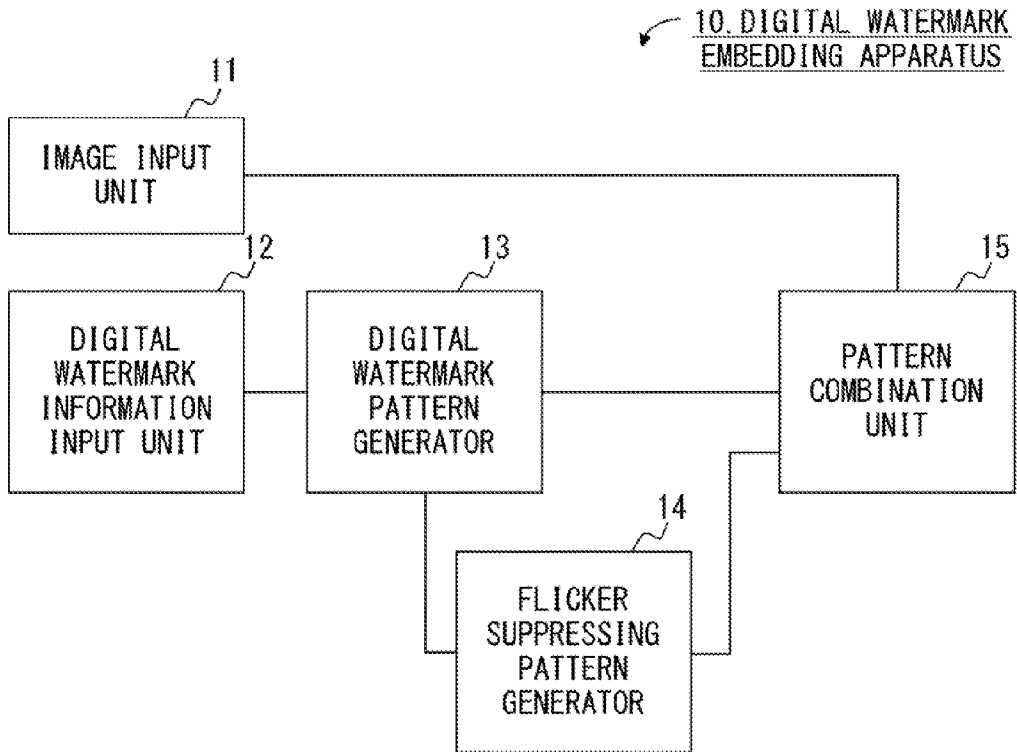 10. DIGITAL WATERMARK
EMBEDDING APPARATUS
11
IMAGE INPUT
UNIT
12
DIGITAL
WATERMARK
INFORMATION
INPUT UNIT
13
DIGITAL
WATERMARK
PATTERN
GENERATOR
15
PATTERN
COMBINATION
UNIT
14
FLICKER
SUPPRESSING
PATTERN
GENERATOR